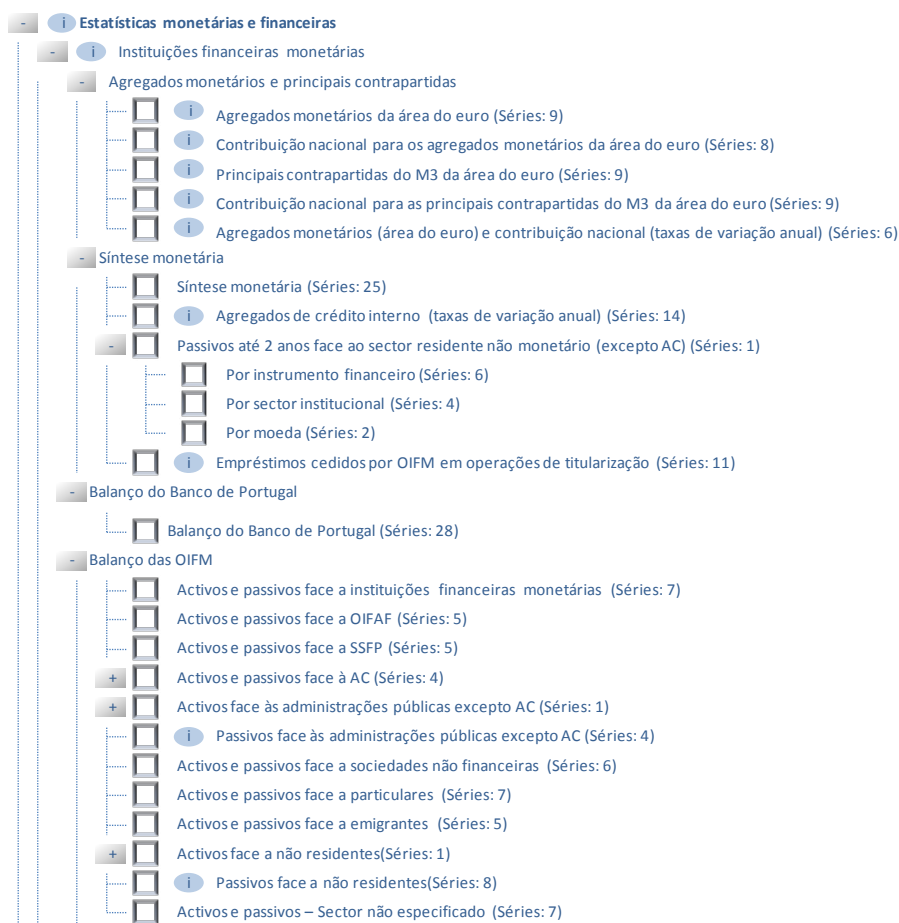 - i Estatísticas monetárias e financeiras
- i Instituições financeiras monetárias
- Agregados monetários e principais contrapartidas
i Agregados monetários da área do euro (Séries: 9)
i Contribuição nacional para os agregados monetários da área do euro (Séries: 8)
i Principais contrapartidas do M3 da área do euro (Séries: 9)
i Contribuição nacional para as principais contrapartidas do M3 da área do euro (Séries: 9)
i Agregados monetários (área do euro) e contribuição nacional (taxas de variação anual) (Séries: 6)
- Síntese monetária
Síntese monetária (Séries: 25)
i Agregados de crédito interno (taxas de variação anual) (Séries: 14)
- Passivos até 2 anos face ao sector residente não monetário (excepto AC) (Séries: 1)
Por instrumento financeiro (Séries: 6)
Por sector institucional (Séries: 4)
Por moeda (Séries: 2)
i Empréstimos cedidos por OIFM em operações de titularização (Séries: 11)
- Balanço do Banco de Portugal
Balanço do Banco de Portugal (Séries: 28)
- Balanço das OIFM
Activos e passivos face a instituições financeiras monetárias (Séries: 7)
Activos e passivos face a OIFAF (Séries: 5)
Activos e passivos face a SSFP (Séries: 5)
+ Activos e passivos face à AC (Séries: 4)
+ Activos face às administrações públicas excepto AC (Séries: 1)
i Passivos face às administrações públicas excepto AC (Séries: 4)
Activos e passivos face a sociedades não financeiras (Séries: 6)
Activos e passivos face a particulares (Séries: 7)
Activos e passivos face a emigrantes (Séries: 5)
+ Activos face a não residentes(Séries: 1)
i Passivos face a não residentes(Séries: 8)
Activos e passivos – Sector não especificado (Séries: 7)